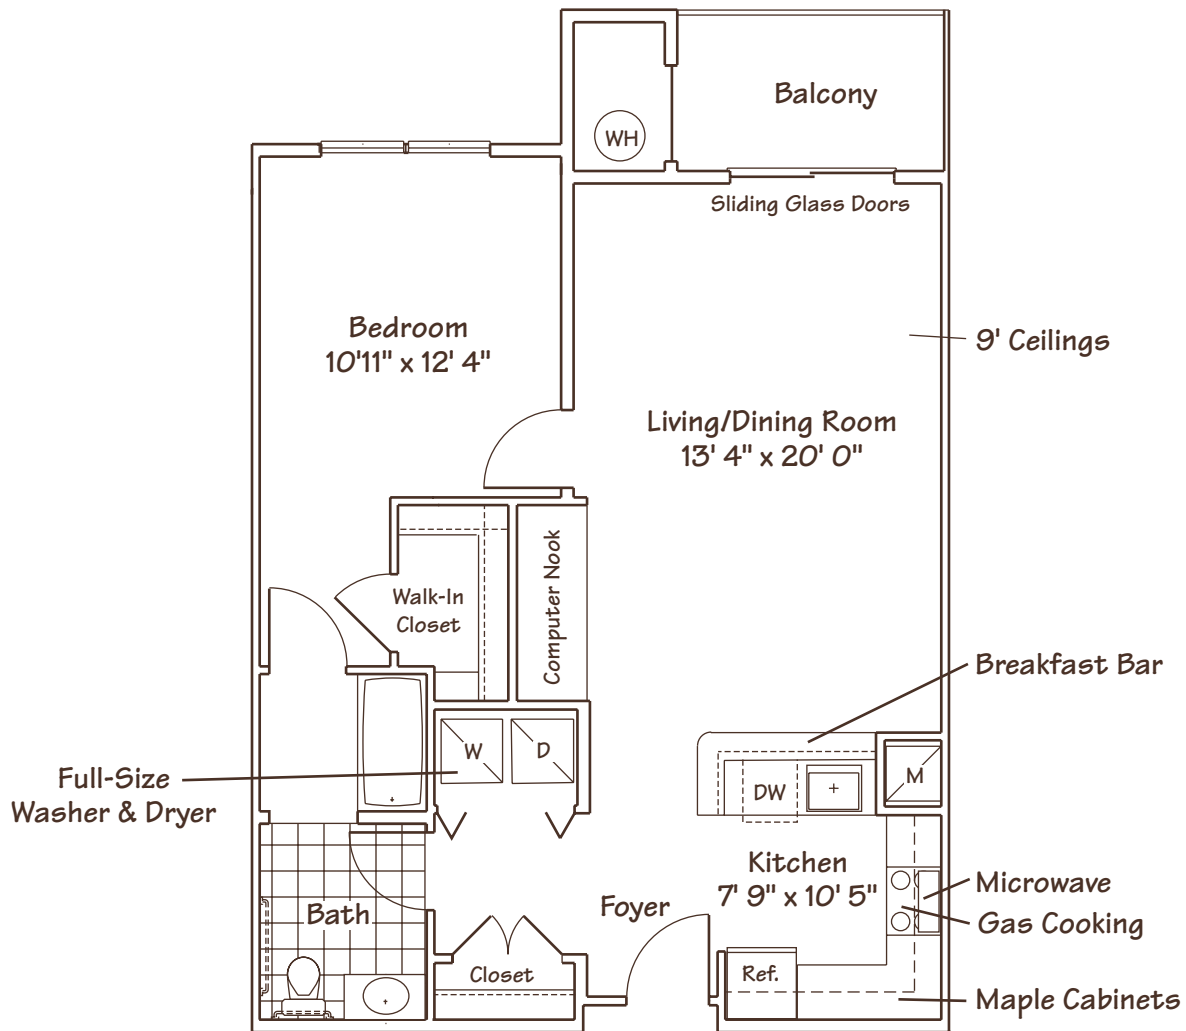 Balcony
WH
Sliding Glass Doors
Bedroom
10'11" x 12' 4"
9' Ceilings
Living/Dining Room
13' 4" x 20' 0"
Computer Nook
Walk-In
Closet
Breakfast Bar
W
D
M
Full-Size
Washer & Dryer
DW
Kitchen
7' 9" x 10' 5"
Microwave
Gas Cooking
Foyer
Bath
Closet
Ref.
Maple Cabinets